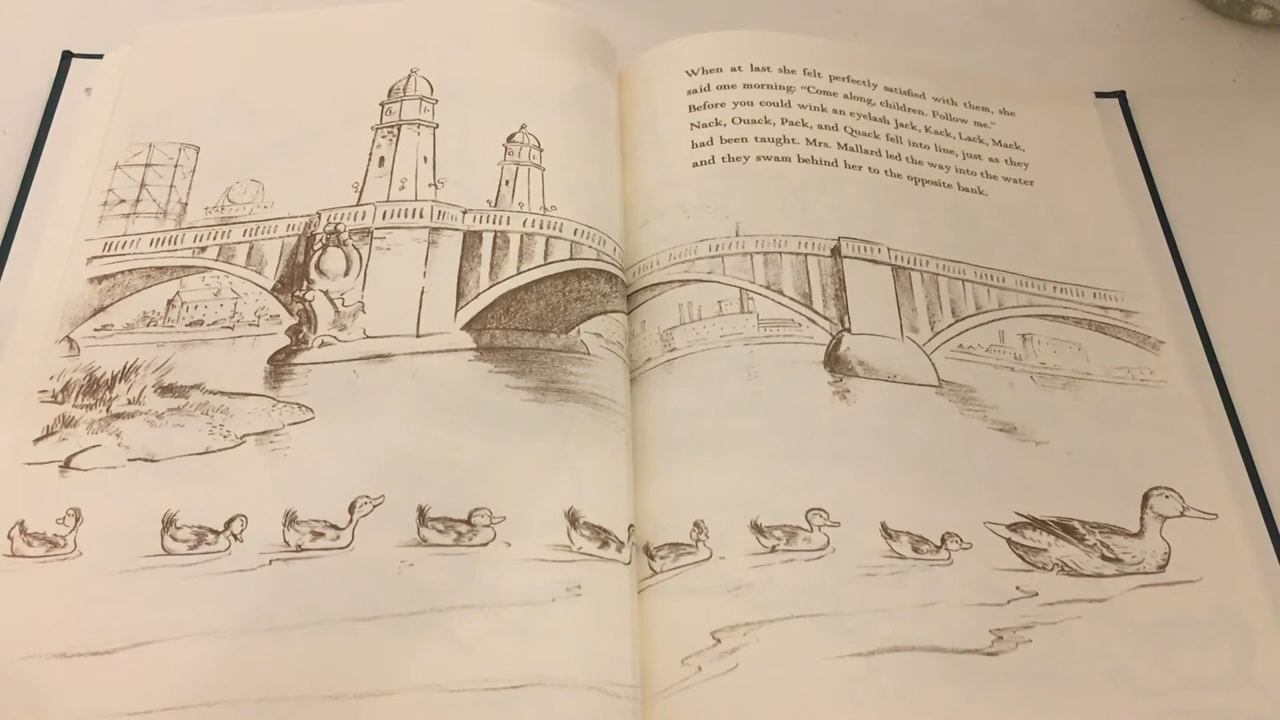 When at last she felt perfectly satisfied with them, she
said one morning: "Come along, children. Follow me."
Before you could wink an eyelash Jack, Kack, Lack, Mack,
Nack, Ouack, Pack, and Quack fell into line, just as they
had been taught. Mrs. Mallard led the way into the water
and they swam behind her to the opposite bank.